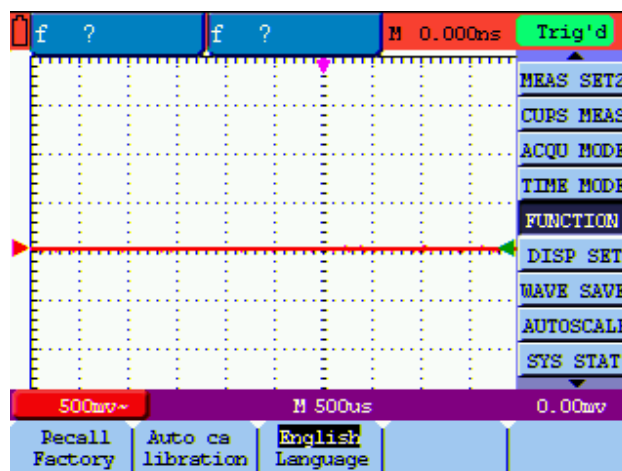 f ? f ? M 0.000ns Trig'd
MEAS SET2
CURS MEAS
ACQU MODE
TIME MODE
FUNCTION
DISP SET
WAVE SAVE
AUTOSCALE
SYS STAT
500mv~ M 500us 0.00mv
Recall Factory
Auto ca libration
English Language